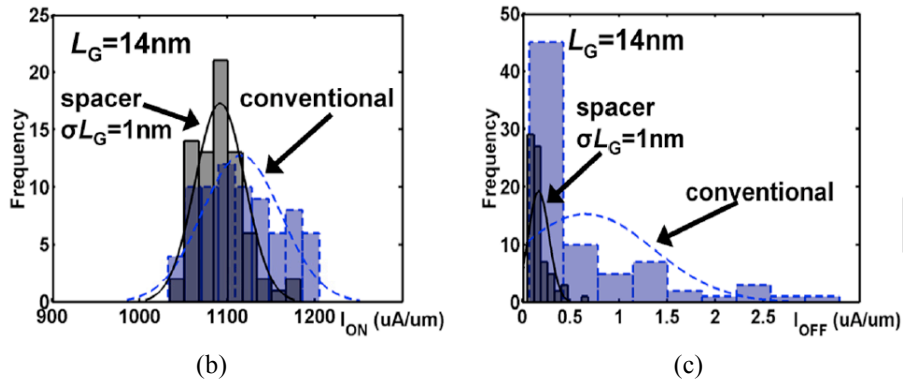 25
20
15
10
5
0
Frequency
L_G=14nm
spacer
σL_G=1nm
conventional
900 1000 1100 1200
I_ON (uA/um)
(b)
50
40
30
20
10
0
Frequency
L_G=14nm
spacer
σL_G=1nm
conventional
0 0.5 1 1.5 2 2.5
I_OFF (uA/um)
(c)